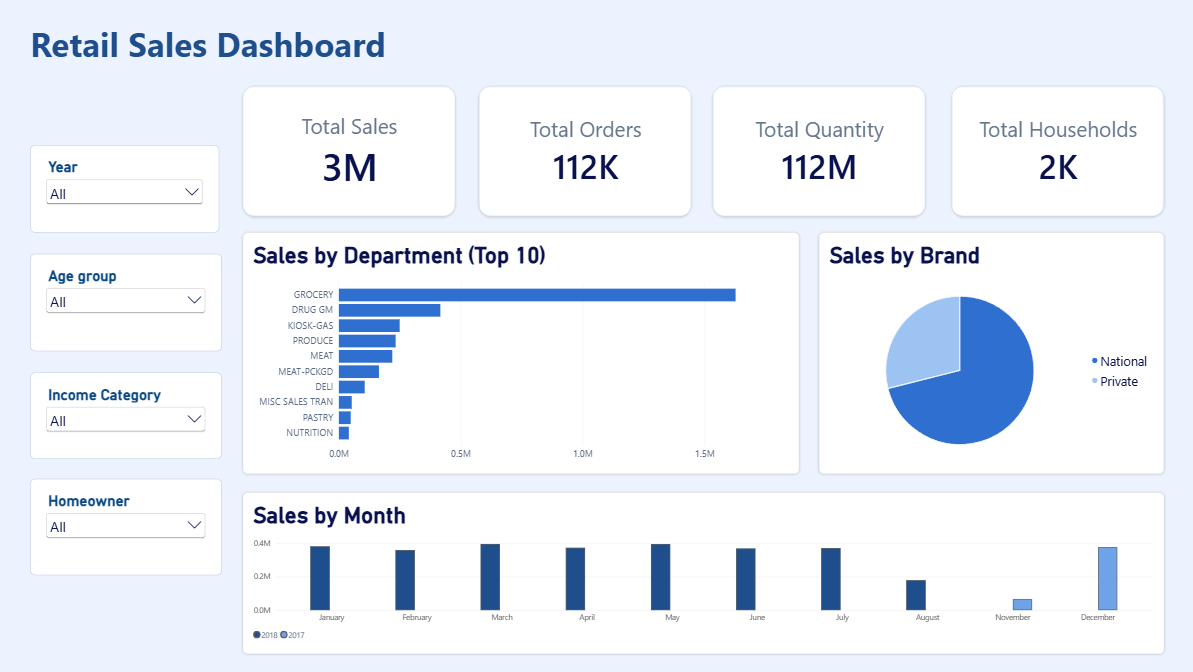 Retail Sales Dashboard
Total Sales
3M
Total Orders
112K
Total Quantity
112M
Total Households
2K
Year
All
Age group
All
Income Category
All
Homeowner
All
Sales by Department (Top 10)
GROCERY
DRUG GM
KIOSK-GAS
PRODUCE
MEAT
MEAT-PCKGD
DELI
MISC SALES TRAN
PASTRY
NUTRITION
0.0M 0.5M 1.0M 1.5M
Sales by Brand
National
Private
Sales by Month
0.4M
0.2M
0.0M
January February March April May June July August November December
2018 2017